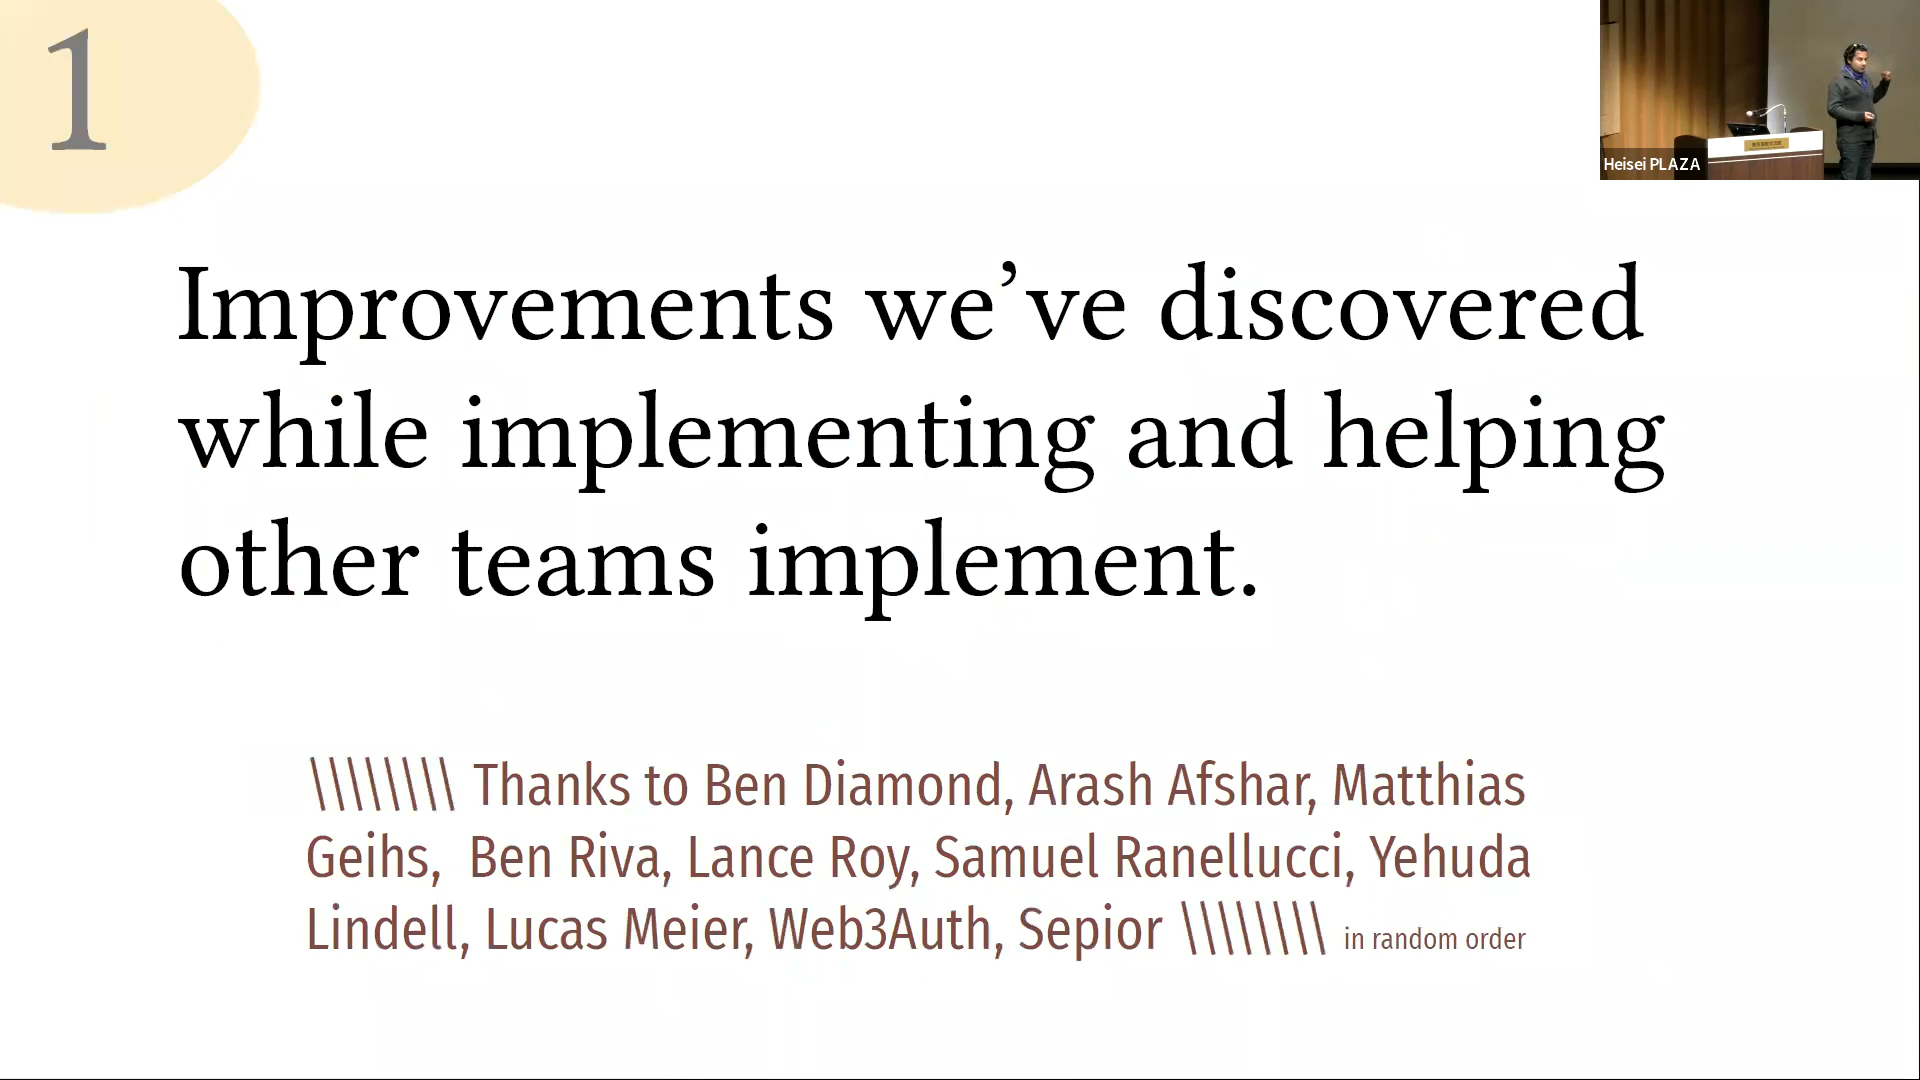 1
Heisei PLAZA
Improvements we’ve discovered
while implementing and helping
other teams implement.
\\\\\\\\ Thanks to Ben Diamond, Arash Afshar, Matthias
Geihs, Ben Riva, Lance Roy, Samuel Ranellucci, Yehuda
Lindell, Lucas Meier, Web3Auth, Sepior \\\\\\\\ in random order